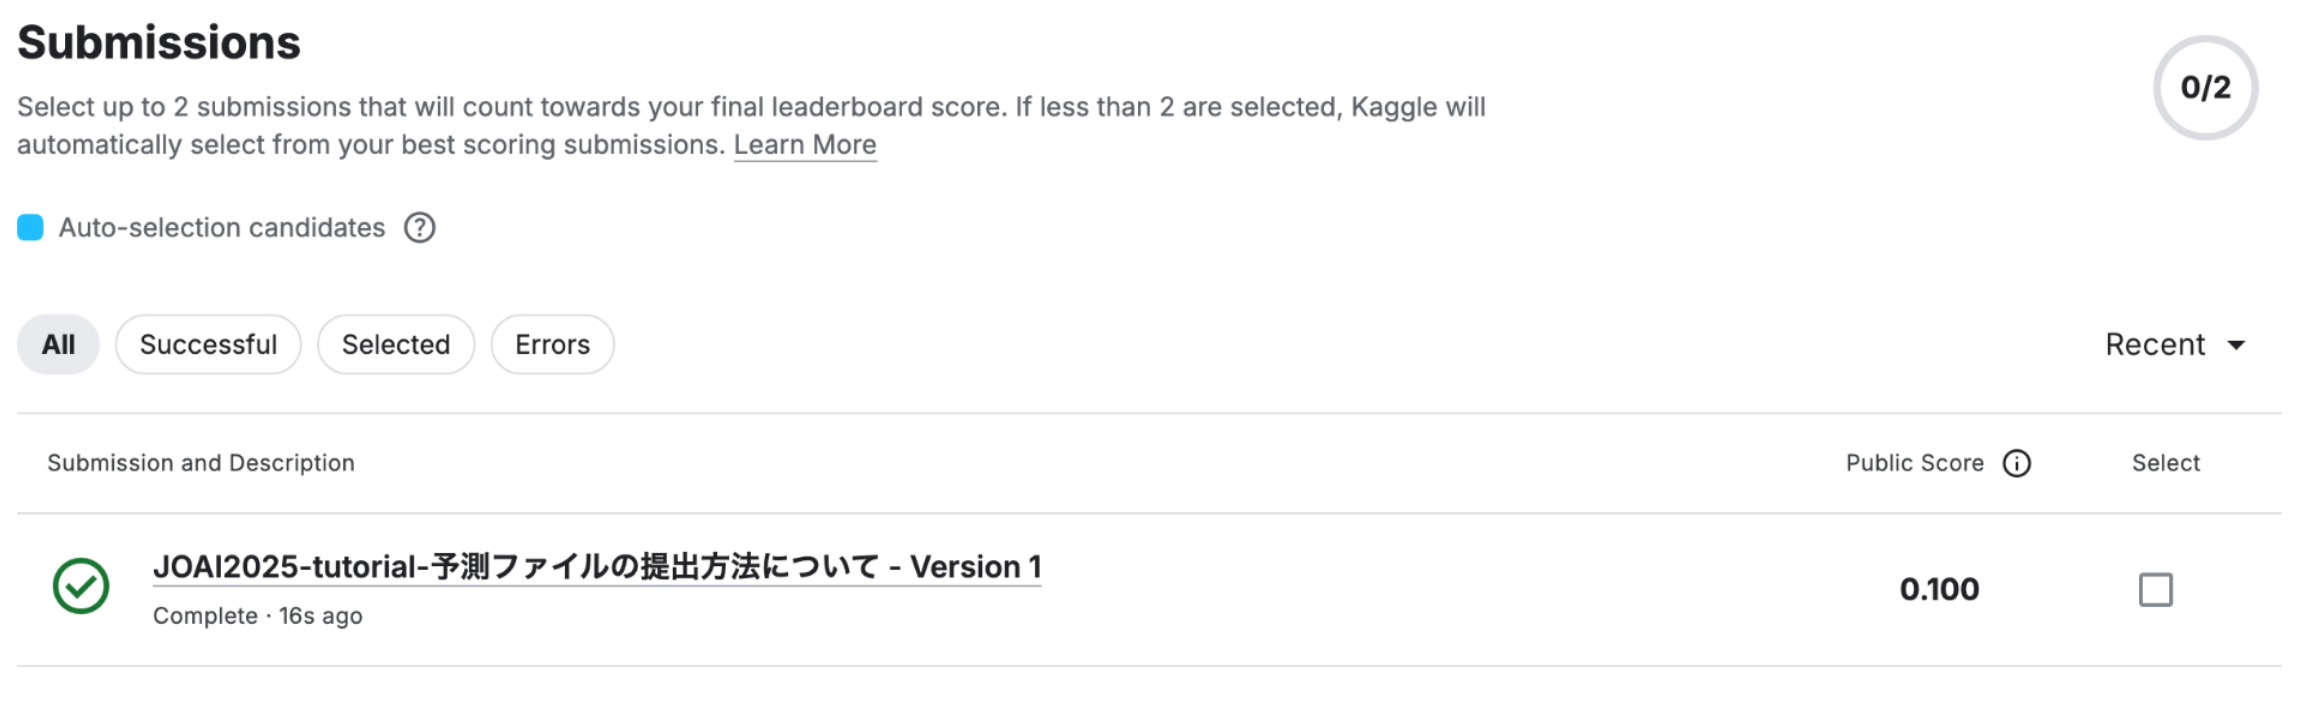 Submissions
0/2
Select up to 2 submissions that will count towards your final leaderboard score. If less than 2 are selected, Kaggle will
automatically select from your best scoring submissions. Learn More
Auto-selection candidates ?
All Successful Selected Errors Recent
Submission and Description Public Score i Select
JOAI2025-tutorial-予測ファイルの提出方法について - Version 1
0.100
Complete · 16s ago